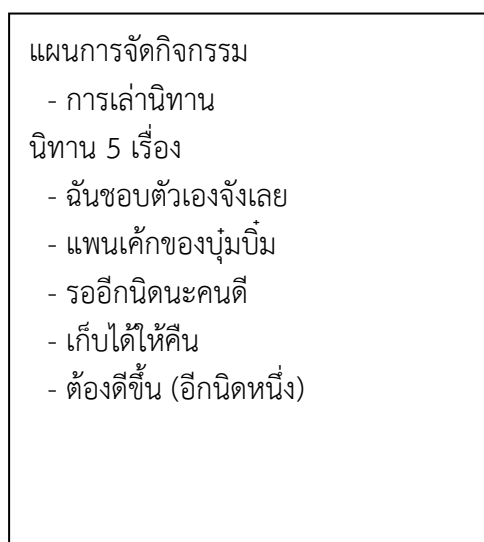 แผนการจัดกิจกรรม
- การเล่านิทาน
นิทาน 5 เรื่อง
- ฉันชอบตัวเองจังเลย
- แพนเค้กของบุ๋มบิ๋ม
- รออีกนิดนะคนดี
- เก็บได้ให้คืน
- ต้องดีขึ้น (อีกนิดหนึ่ง)